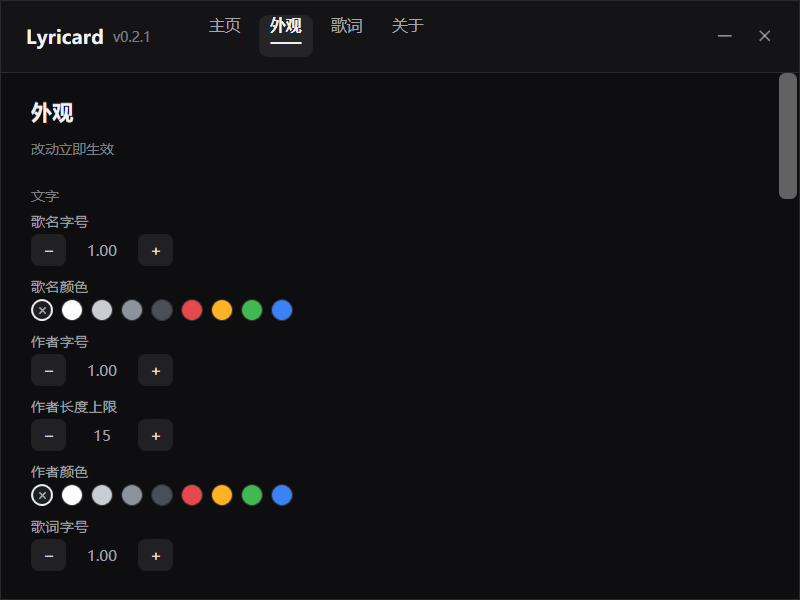 Lyricard v0.2.1 主页 外观 歌词 关于
外观
改动立即生效
文字
歌名字号
− 1.00 +
歌名颜色
作者字号
− 1.00 +
作者长度上限
− 15 +
作者颜色
歌词字号
− 1.00 +